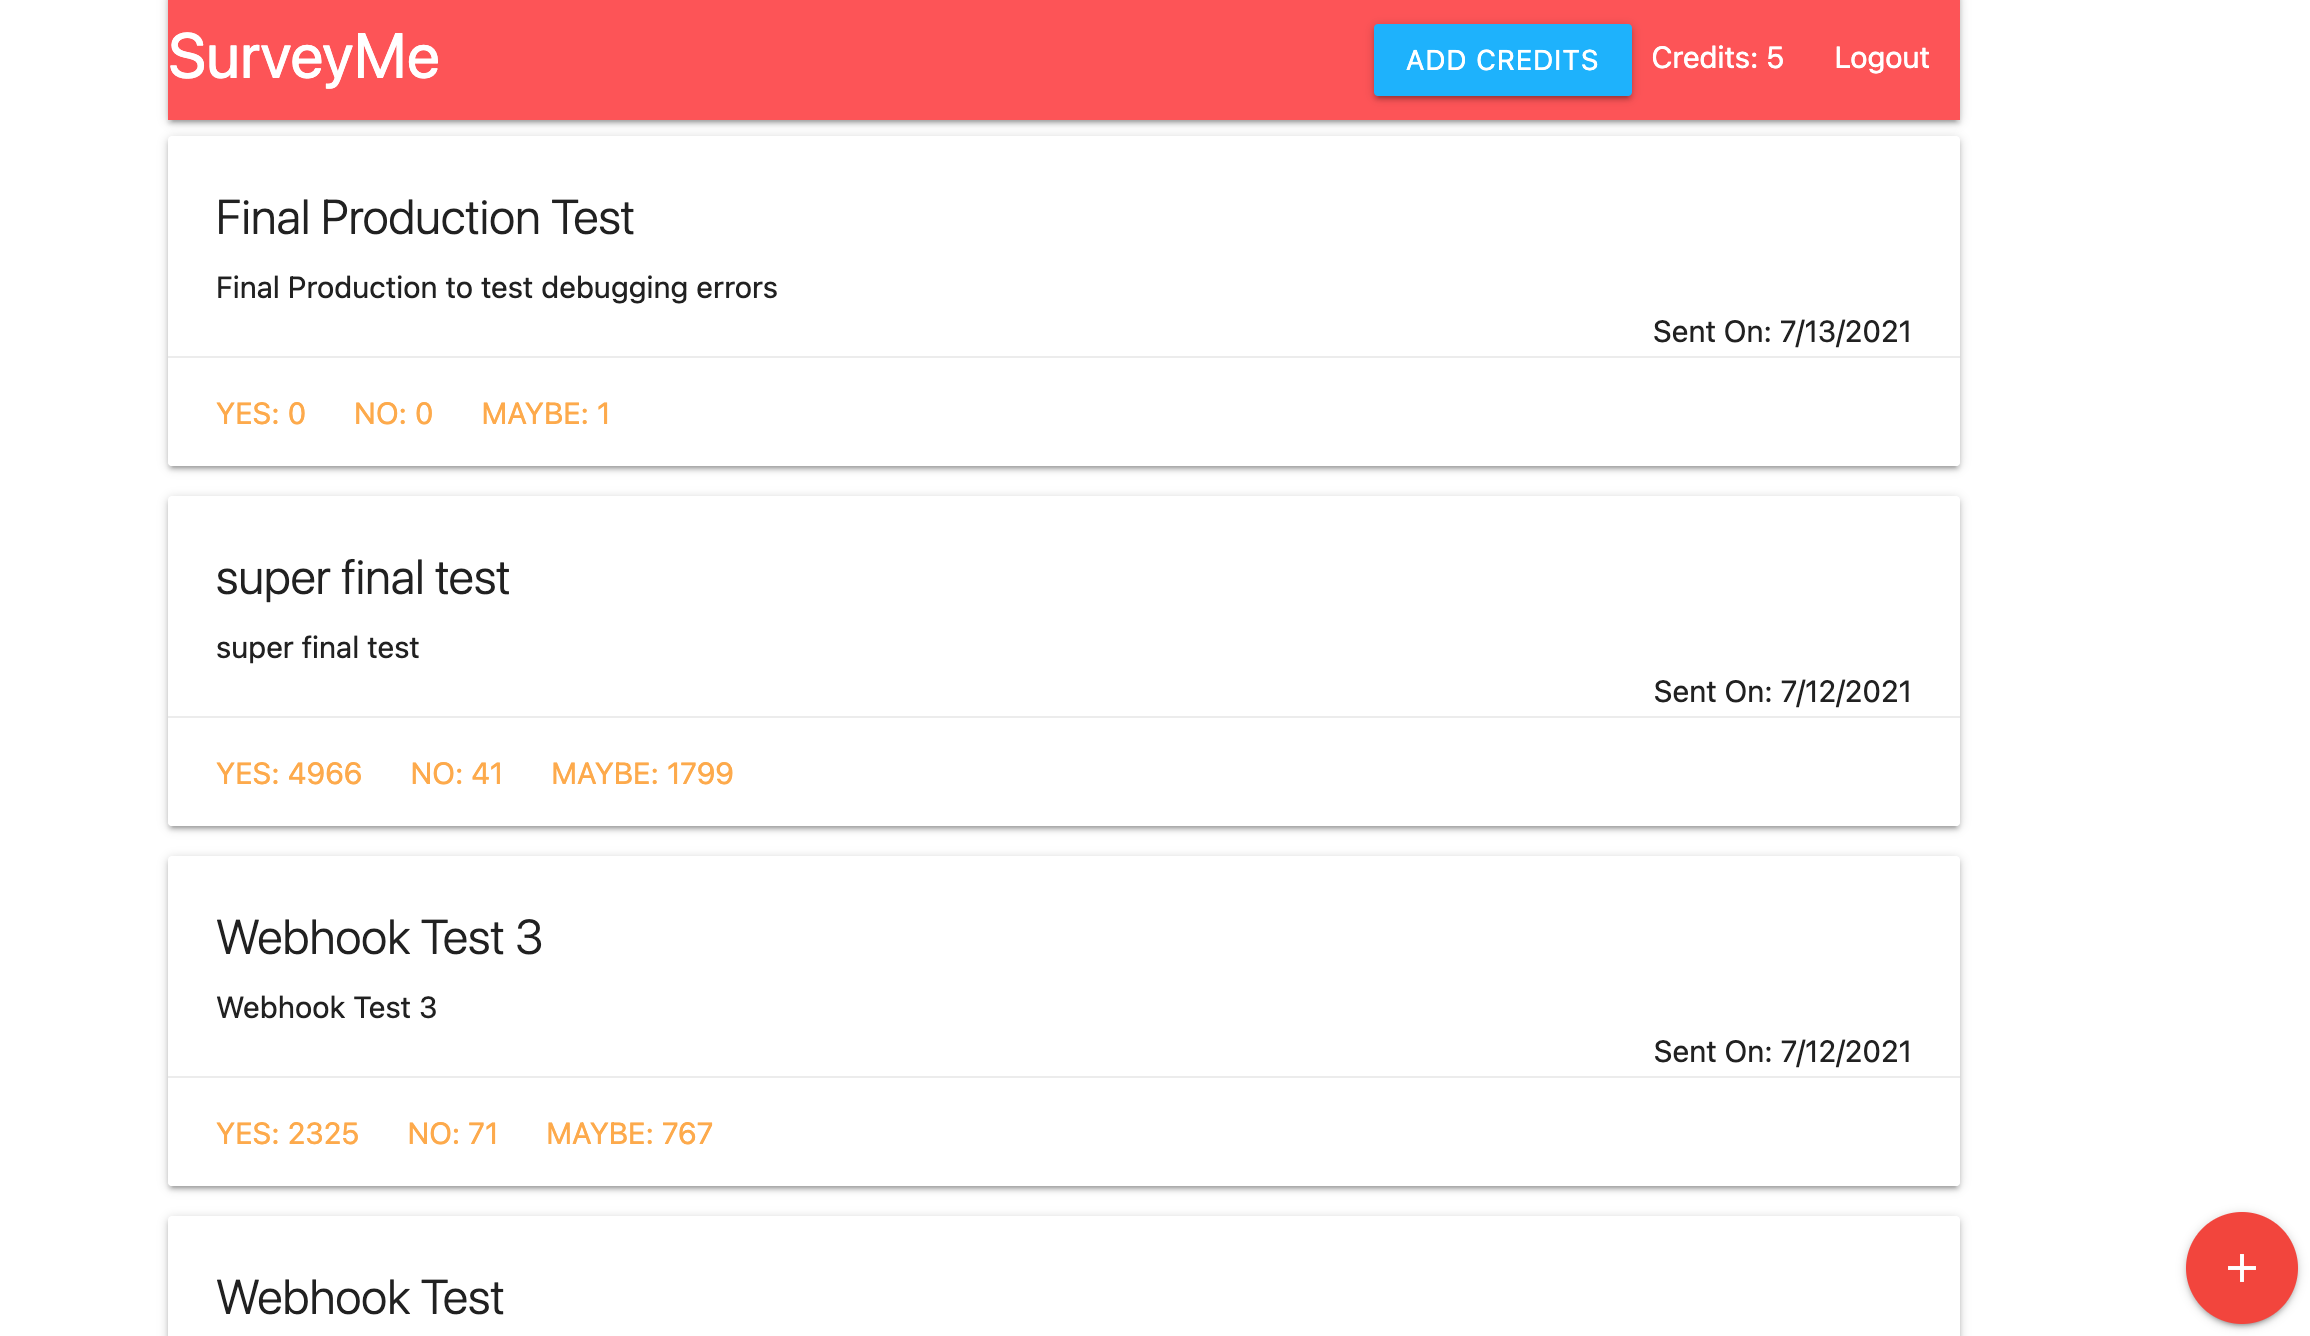 SurveyMe
ADD CREDITS Credits: 5 Logout
Final Production Test
Final Production to test debugging errors
Sent On: 7/13/2021
YES: 0 NO: 0 MAYBE: 1
super final test
super final test
Sent On: 7/12/2021
YES: 4966 NO: 41 MAYBE: 1799
Webhook Test 3
Webhook Test 3
Sent On: 7/12/2021
YES: 2325 NO: 71 MAYBE: 767
Webhook Test
+